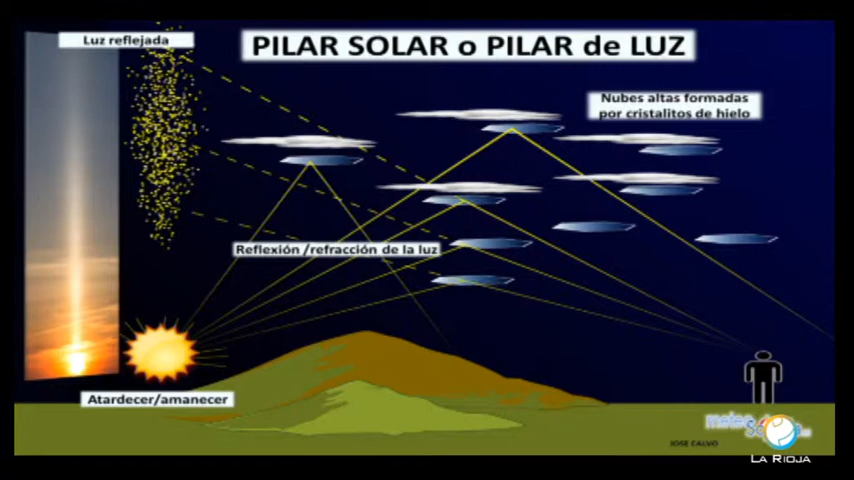 Luz reflejada
PILAR SOLAR o PILAR de LUZ
Nubes altas formadas
por cristalitos de hielo
Reflexión /refracción de la luz
Atardecer/amanecer
JOSE CALVO
LA RIOJA